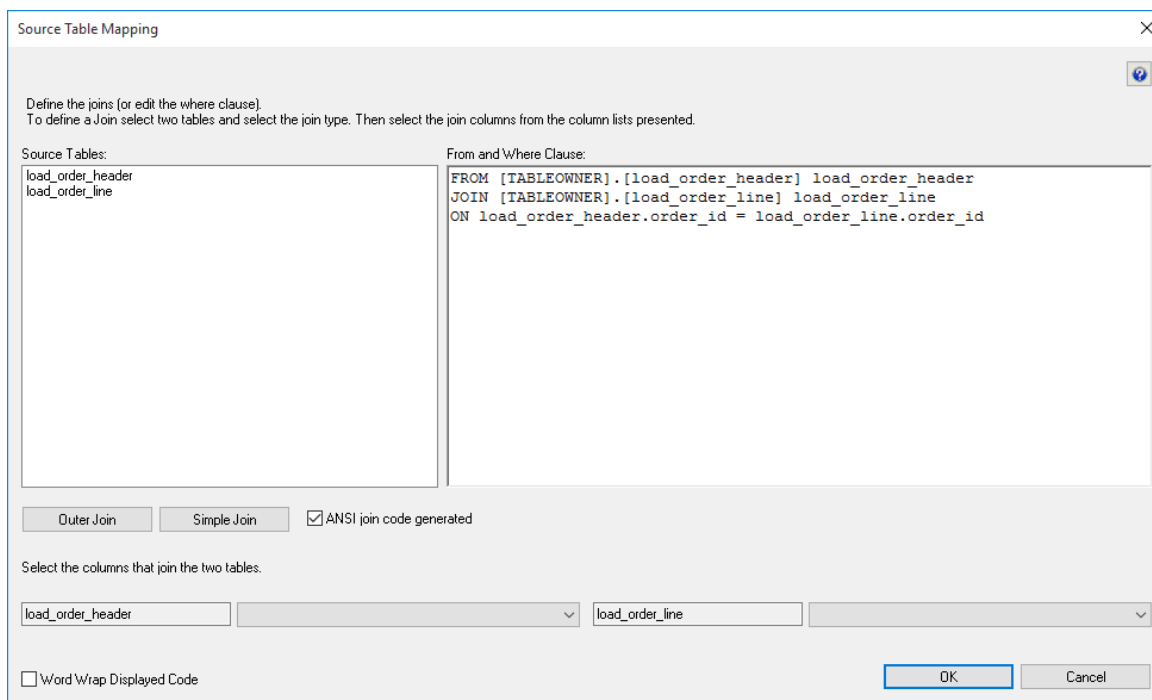 Source Table Mapping
Define the joins (or edit the where clause).
To define a Join select two tables and select the join type. Then select the join columns from the column lists presented.
Source Tables:
load_order_header
load_order_line
From and Where Clause:
FROM [TABLEOWNER].[load_order_header] load_order_header
JOIN [TABLEOWNER].[load_order_line] load_order_line
ON load_order_header.order_id = load_order_line.order_id
Outer Join
Simple Join
ANSI join code generated
Select the columns that join the two tables.
load_order_header
load_order_line
Word Wrap Displayed Code
OK
Cancel